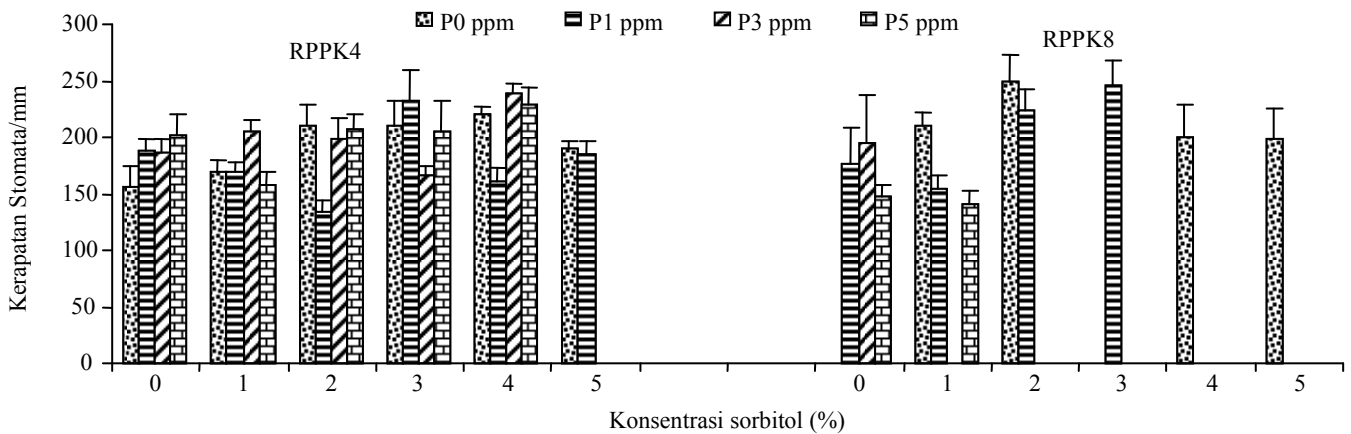 P0 ppm P1 ppm P3 ppm P5 ppm
RPPK4 RPPK8
Kerapatan Stomata/mm
300
250
200
150
100
50
0
0 1 2 3 4 5 0 1 2 3 4 5
Konsentrasi sorbitol (%)